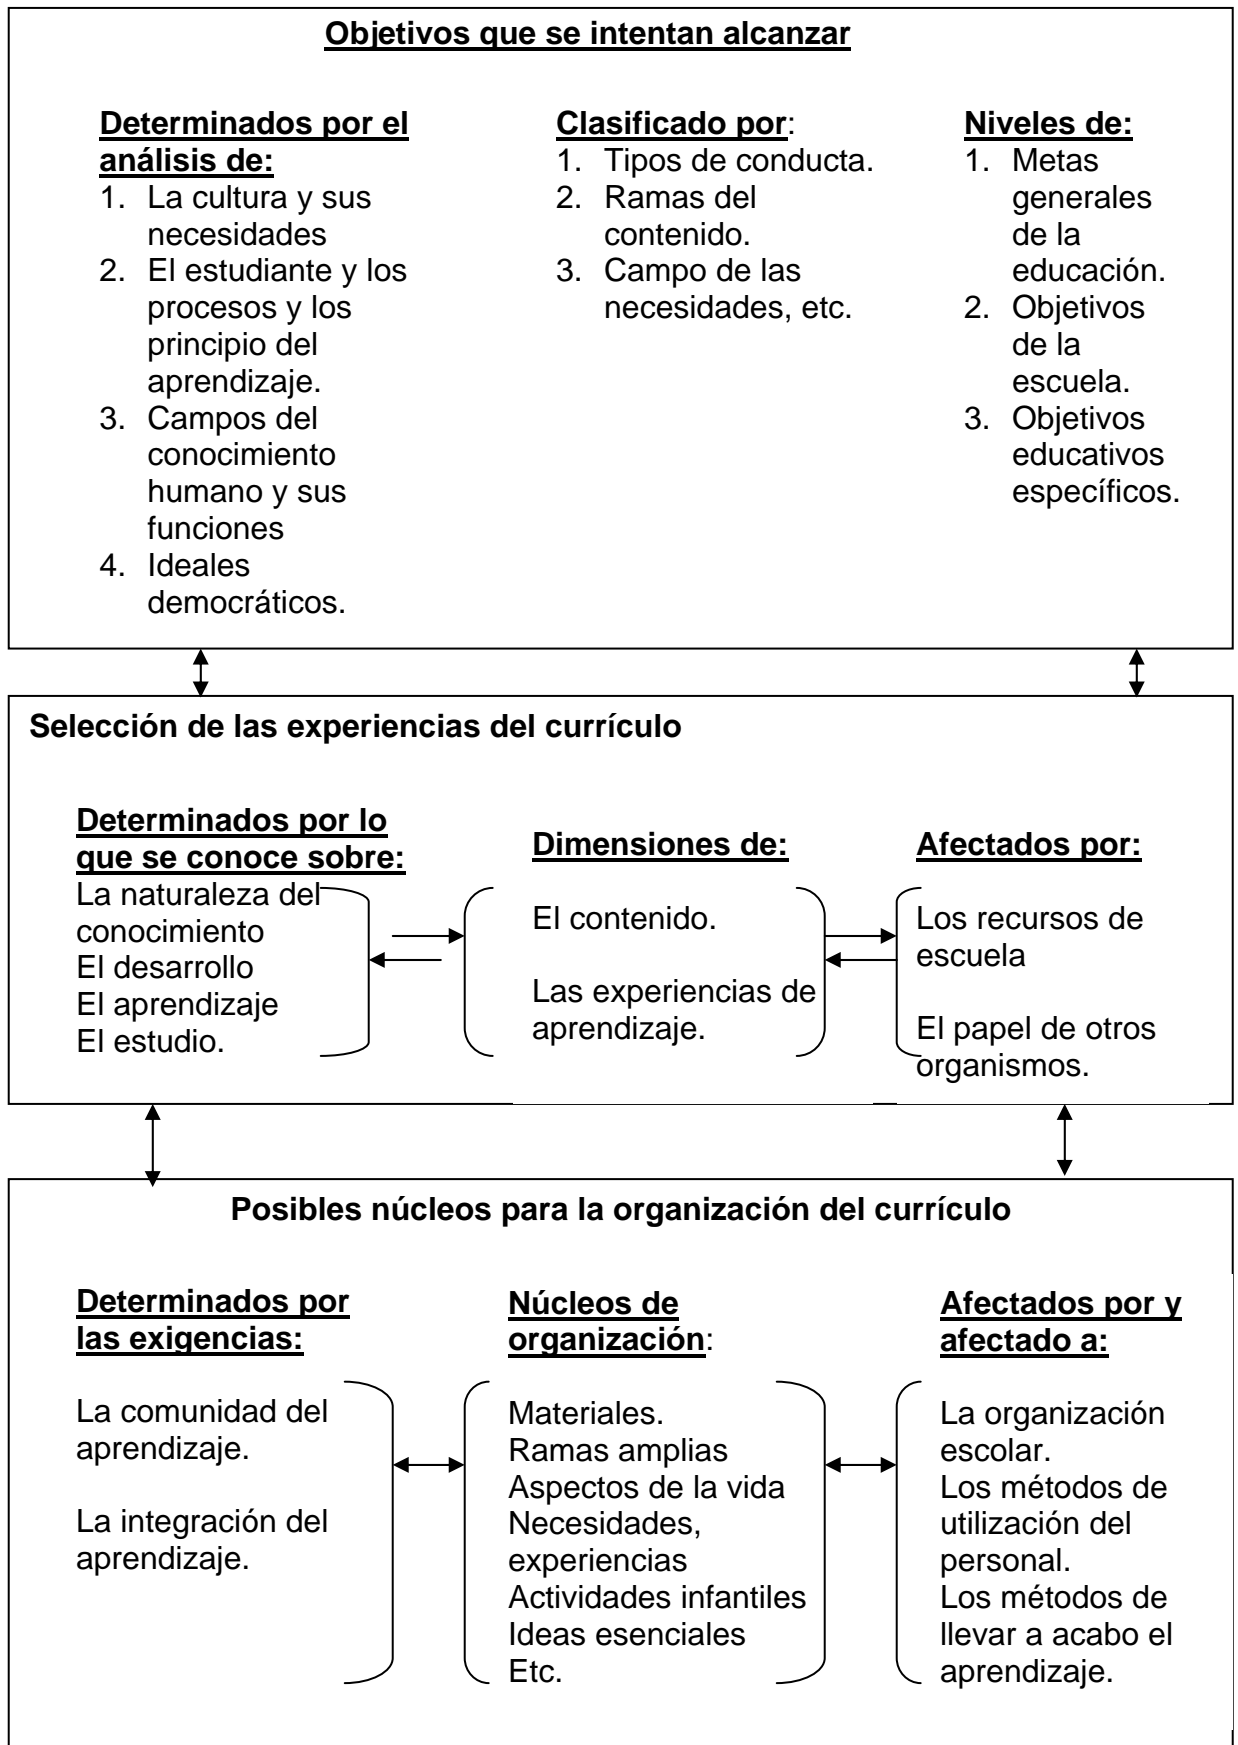 Objetivos que se intentan alcanzar
Determinados por el
análisis de:
1. La cultura y sus
necesidades
2. El estudiante y los
procesos y los
principio del
aprendizaje.
3. Campos del
conocimiento
humano y sus
funciones
4. Ideales
democráticos.
Clasificado por:
1. Tipos de conducta.
2. Ramas del
contenido.
3. Campo de las
necesidades, etc.
Niveles de:
1. Metas
generales
de la
educación.
2. Objetivos
de la
escuela.
3. Objetivos
educativos
específicos.
Selección de las experiencias del currículo
Determinados por lo
que se conoce sobre:
La naturaleza del
conocimiento
El desarrollo
El aprendizaje
El estudio.
Dimensiones de:
El contenido.
Las experiencias de
aprendizaje.
Afectados por:
Los recursos de
escuela
El papel de otros
organismos.
Posibles núcleos para la organización del currículo
Determinados por
las exigencias:
La comunidad del
aprendizaje.
La integración del
aprendizaje.
Núcleos de
organización:
Materiales.
Ramas amplias
Aspectos de la vida
Necesidades,
experiencias
Actividades infantiles
Ideas esenciales
Etc.
Afectados por y
afectado a:
La organización
escolar.
Los métodos de
utilización del
personal.
Los métodos de
llevar a acabo el
aprendizaje.